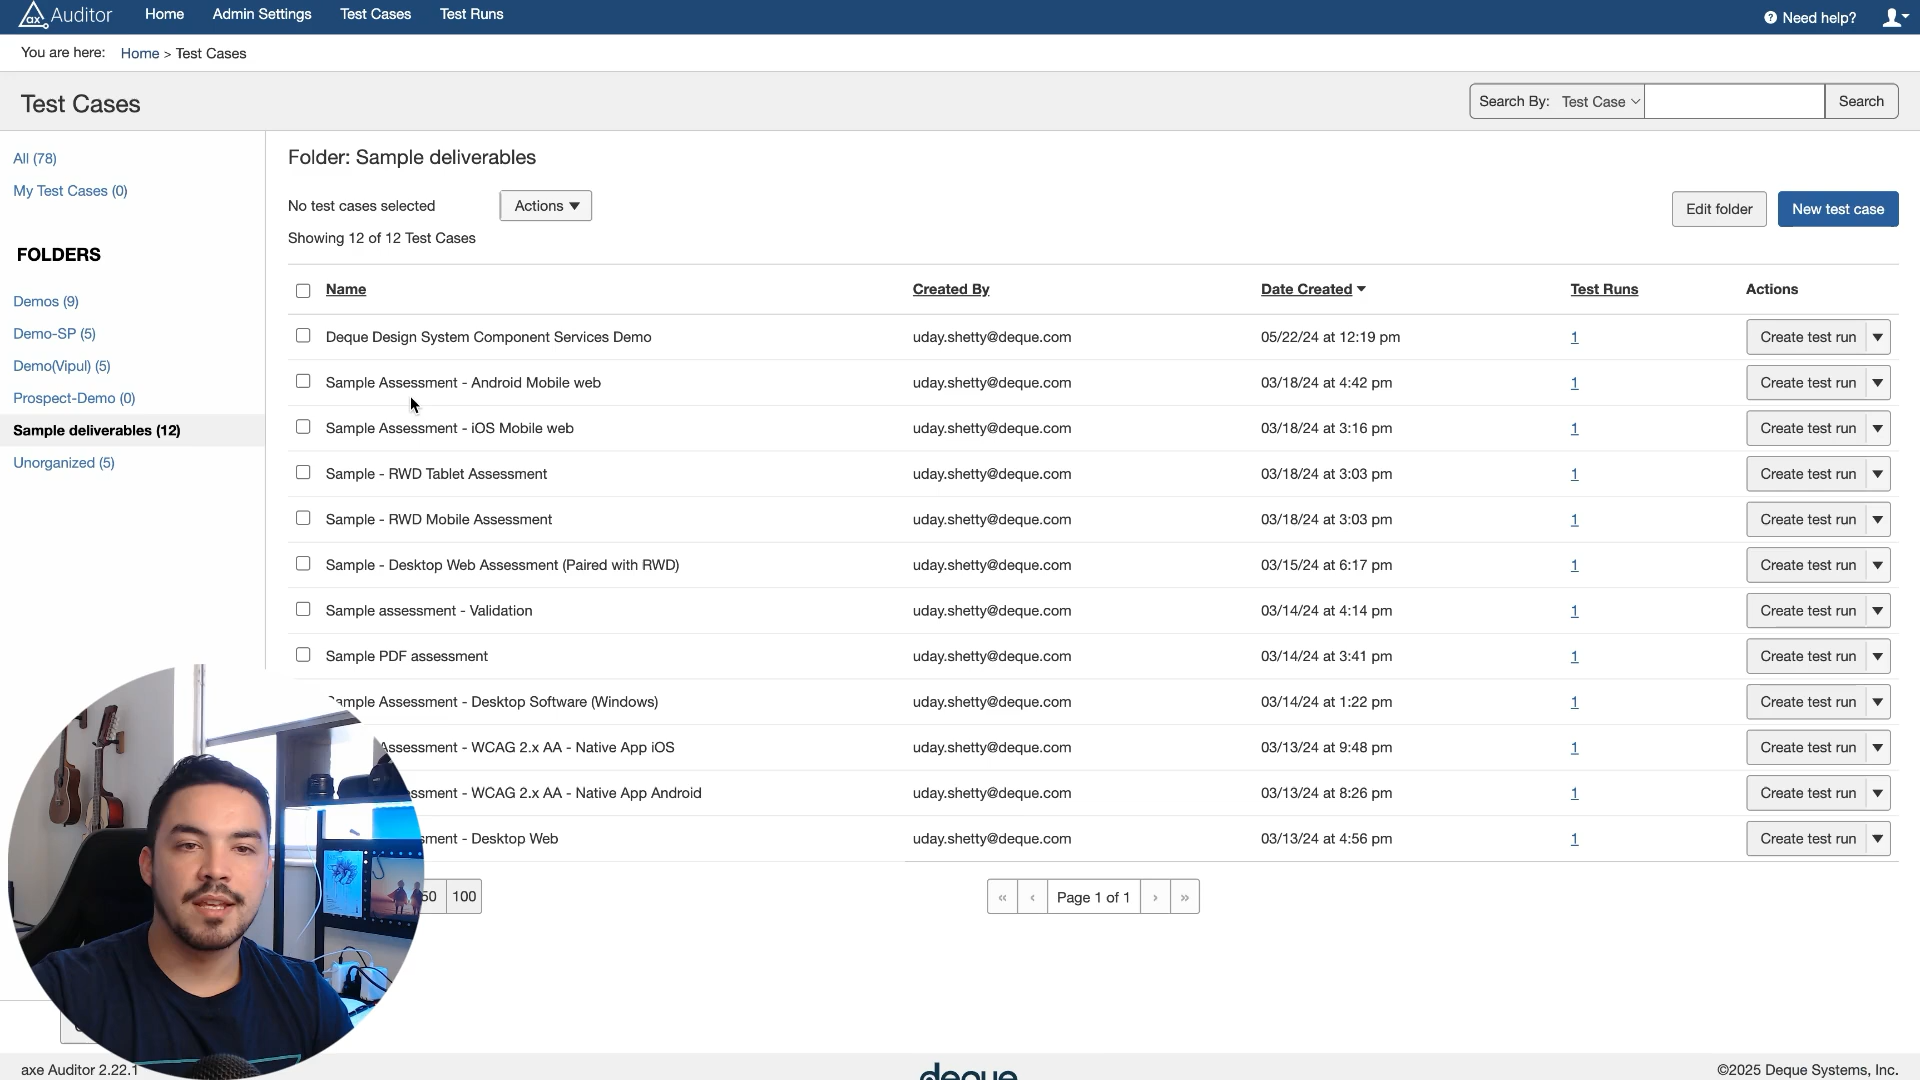 ax Auditor Home Admin Settings Test Cases Test Runs Need help?
You are here: Home > Test Cases
Test Cases Search By: Test Case Search
All (78)
My Test Cases (0)
FOLDERS
Demos (9)
Demo-SP (5)
Demo(Vipul) (5)
Prospect-Demo (0)
Sample deliverables (12)
Unorganized (5)
Folder: Sample deliverables
No test cases selected Actions Edit folder New test case
Showing 12 of 12 Test Cases
Name Created By Date Created Test Runs Actions
Deque Design System Component Services Demo uday.shetty@deque.com 05/22/24 at 12:19 pm 1 Create test run
Sample Assessment - Android Mobile web uday.shetty@deque.com 03/18/24 at 4:42 pm 1 Create test run
Sample Assessment - iOS Mobile web uday.shetty@deque.com 03/18/24 at 3:16 pm 1 Create test run
Sample - RWD Tablet Assessment uday.shetty@deque.com 03/18/24 at 3:03 pm 1 Create test run
Sample - RWD Mobile Assessment uday.shetty@deque.com 03/18/24 at 3:03 pm 1 Create test run
Sample - Desktop Web Assessment (Paired with RWD) uday.shetty@deque.com 03/15/24 at 6:17 pm 1 Create test run
Sample assessment - Validation uday.shetty@deque.com 03/14/24 at 4:14 pm 1 Create test run
Sample PDF assessment uday.shetty@deque.com 03/14/24 at 3:41 pm 1 Create test run
Sample Assessment - Desktop Software (Windows) uday.shetty@deque.com 03/14/24 at 1:22 pm 1 Create test run
Assessment - WCAG 2.x AA - Native App iOS uday.shetty@deque.com 03/13/24 at 9:48 pm 1 Create test run
ssment - WCAG 2.x AA - Native App Android uday.shetty@deque.com 03/13/24 at 8:26 pm 1 Create test run
sment - Desktop Web uday.shetty@deque.com 03/13/24 at 4:56 pm 1 Create test run
50 100 « ‹ Page 1 of 1 › »
axe Auditor 2.22.1 deque ©2025 Deque Systems, Inc.